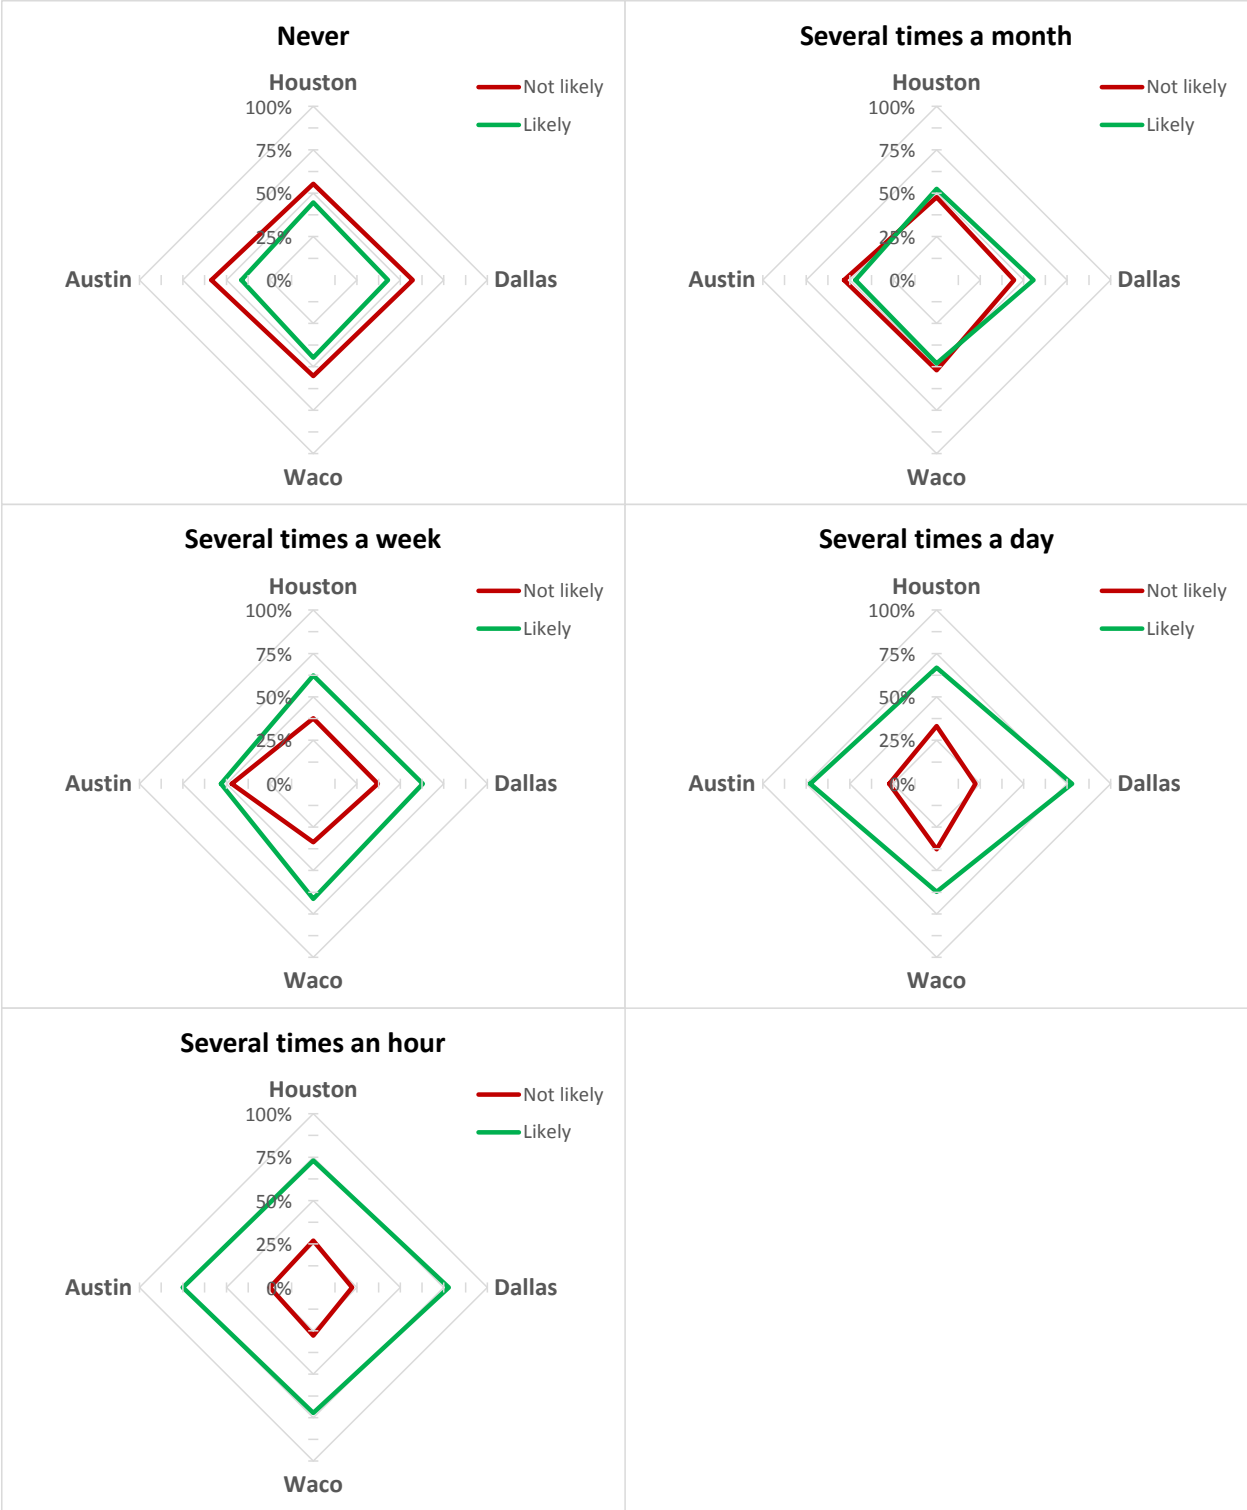 Never
Houston
Not likely
Likely
100%
75%
50%
25%
0%
Austin
Dallas
Waco
Several times a month
Houston
Not likely
Likely
100%
75%
50%
25%
0%
Austin
Dallas
Waco
Several times a week
Houston
Not likely
Likely
100%
75%
50%
25%
0%
Austin
Dallas
Waco
Several times a day
Houston
Not likely
Likely
100%
75%
50%
25%
0%
Austin
Dallas
Waco
Several times an hour
Houston
Not likely
Likely
100%
75%
50%
25%
0%
Austin
Dallas
Waco